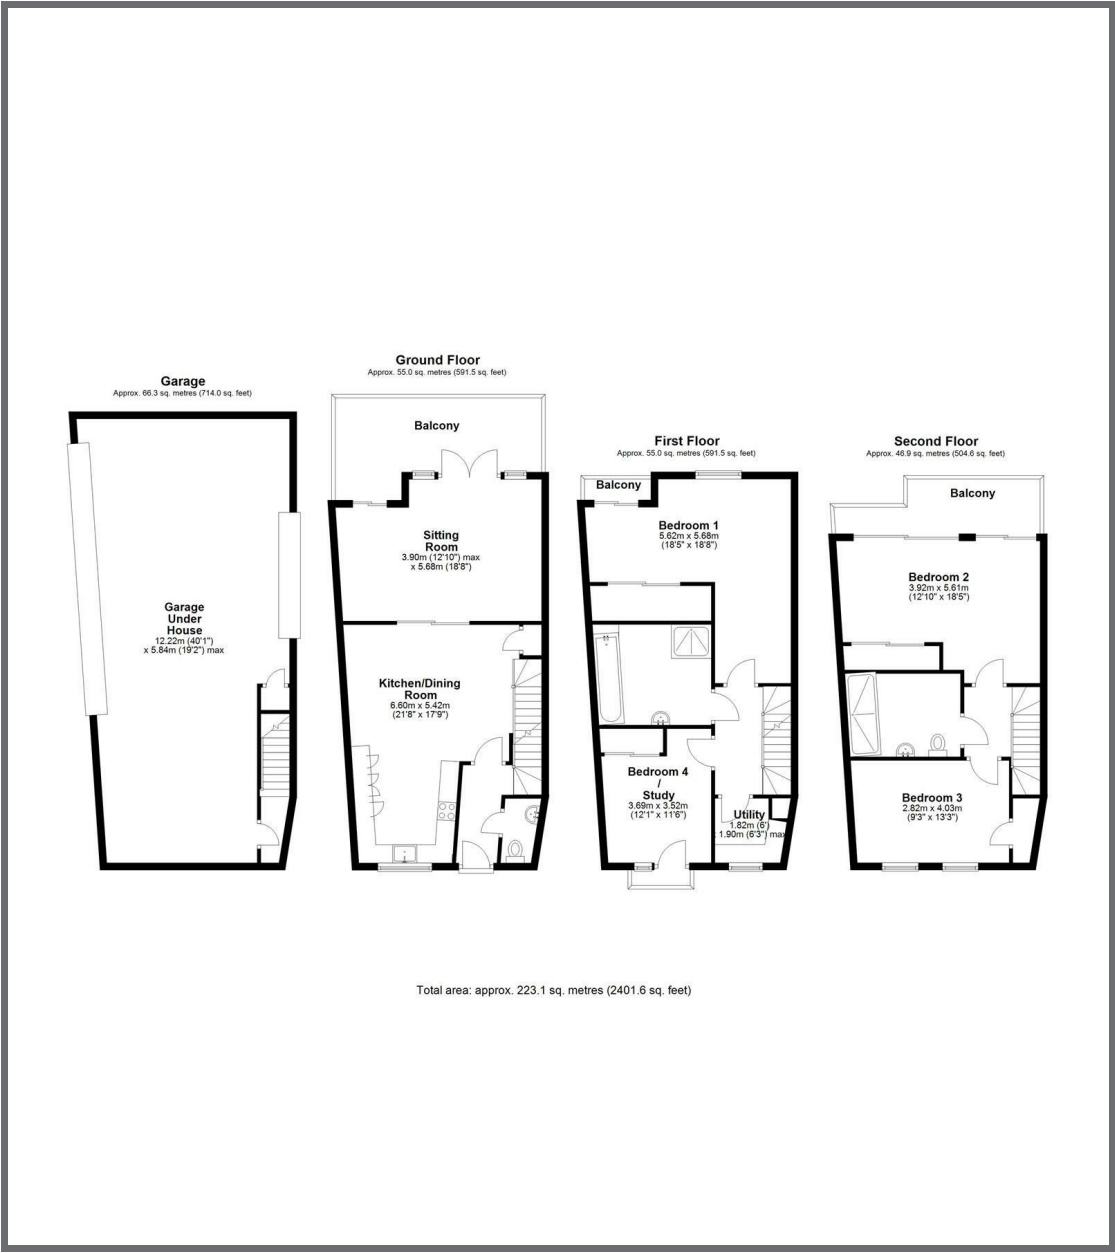 Garage
Approx. 66.3 sq. metres (714.0 sq. feet)
Garage
Under
House
12.22m (40'1")
x 5.84m (19'2") max
Ground Floor
Approx. 55.0 sq. metres (591.5 sq. feet)
Balcony
Sitting
Room
3.90m (12'10") max
x 5.68m (18'8")
Kitchen/Dining
Room
6.60m x 5.42m
(21'8" x 17'9")
First Floor
Approx. 55.0 sq. metres (591.5 sq. feet)
Balcony
Bedroom 1
5.62m x 5.68m
(18'5" x 18'8")
Bedroom 4
/
Study
3.69m x 3.52m
(12'1" x 11'6")
Utility
1.82m (6')
x 1.90m (6'3") max
Second Floor
Approx. 46.9 sq. metres (504.6 sq. feet)
Balcony
Bedroom 2
3.92m x 5.61m
(12'10" x 18'5")
Bedroom 3
2.82m x 4.03m
(9'3" x 13'3")
Total area: approx. 223.1 sq. metres (2401.6 sq. feet)